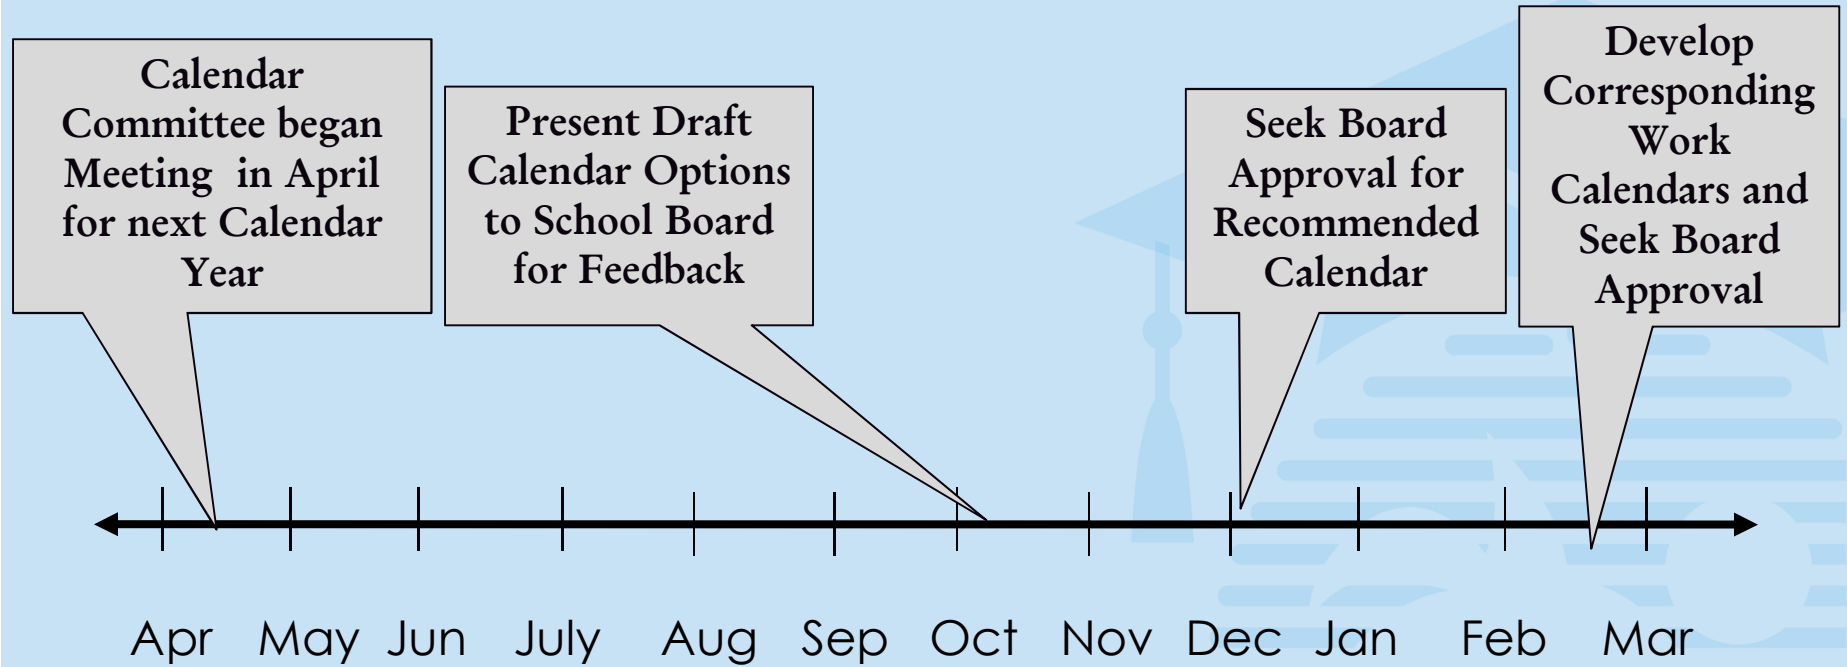 Calendar
Committee began
Meeting  in April
for next Calendar
Year
Present Draft
Calendar Options
to School Board
for Feedback
Seek Board
Approval for
Recommended
Calendar
Develop
Corresponding
Work
Calendars and
Seek Board
Approval
Apr May Jun July Aug Sep Oct Nov Dec Jan Feb Mar